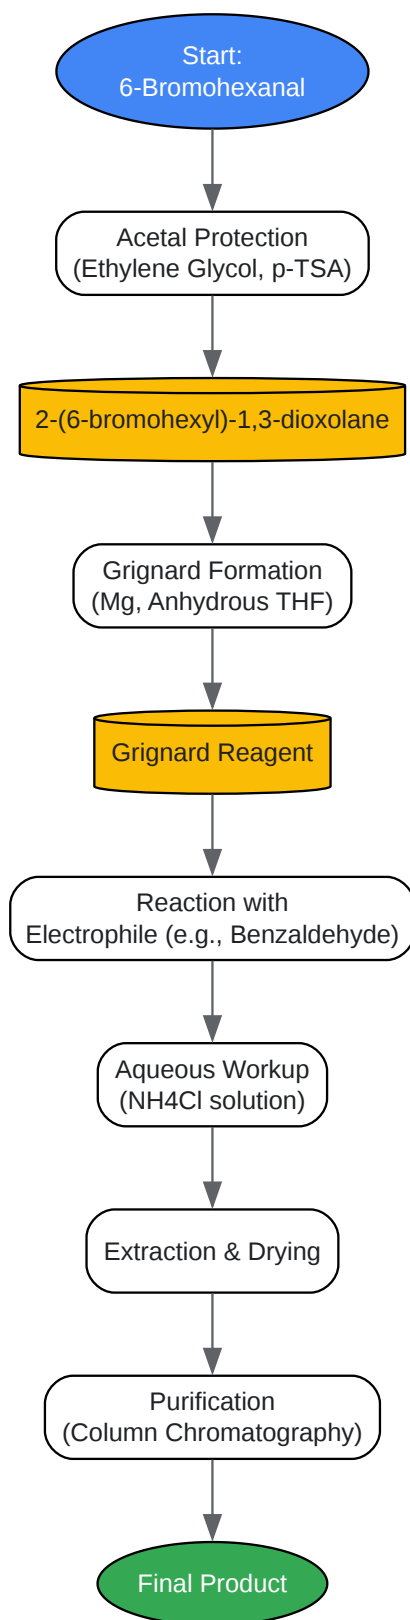 Start:
6-Bromohexanal
Acetal Protection
(Ethylene Glycol, p-TSA)
2-(6-bromohexyl)-1,3-dioxolane
Grignard Formation
(Mg, Anhydrous THF)
Grignard Reagent
Reaction with
Electrophile (e.g., Benzaldehyde)
Aqueous Workup
(NH4Cl solution)
Extraction & Drying
Purification
(Column Chromatography)
Final Product